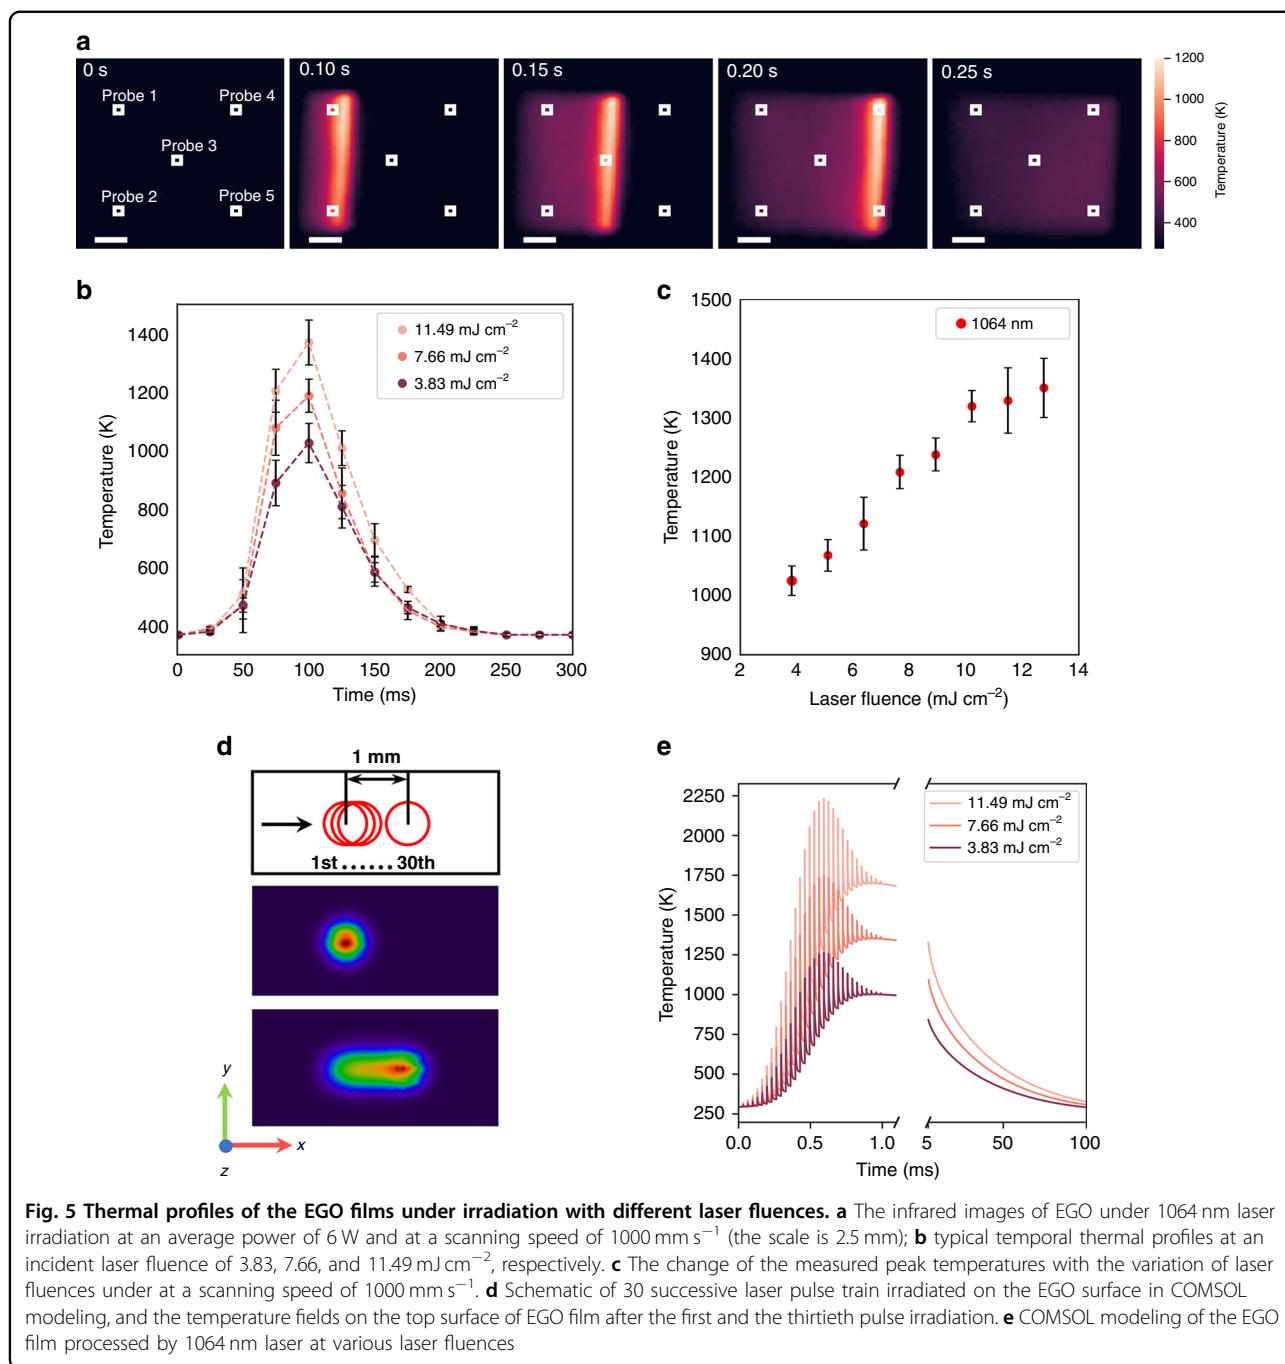 a
0 s
0.10 s
0.15 s
0.20 s
0.25 s
Probe 1
Probe 4
Probe 3
Probe 2
Probe 5
1200
1000
800
600
400
Temperature (K)
b
1400
1200
1000
800
600
400
Temperature (K)
11.49 mJ cm⁻²
7.66 mJ cm⁻²
3.83 mJ cm⁻²
0 50 100 150 200 250 300
Time (ms)
c
1500
1400
1300
1200
1100
1000
900
Temperature (K)
1064 nm
2 4 6 8 10 12 14
Laser fluence (mJ cm⁻²)
d
1 mm
1st ...... 30th
y
x
z
e
2250
2000
1750
1500
1250
1000
750
500
250
Temperature (K)
11.49 mJ cm⁻²
7.66 mJ cm⁻²
3.83 mJ cm⁻²
0.0 0.5 1.0 5 50 100
Time (ms)
Fig. 5 Thermal profiles of the EGO films under irradiation with different laser fluences. a The infrared images of EGO under 1064 nm laser
irradiation at an average power of 6 W and at a scanning speed of 1000 mm s⁻¹ (the scale is 2.5 mm); b typical temporal thermal profiles at an
incident laser fluence of 3.83, 7.66, and 11.49 mJ cm⁻², respectively. c The change of the measured peak temperatures with the variation of laser
fluences under at a scanning speed of 1000 mm s⁻¹. d Schematic of 30 successive laser pulse train irradiated on the EGO surface in COMSOL
modeling, and the temperature fields on the top surface of EGO film after the first and the thirtieth pulse irradiation. e COMSOL modeling of the EGO
film processed by 1064 nm laser at various laser fluences